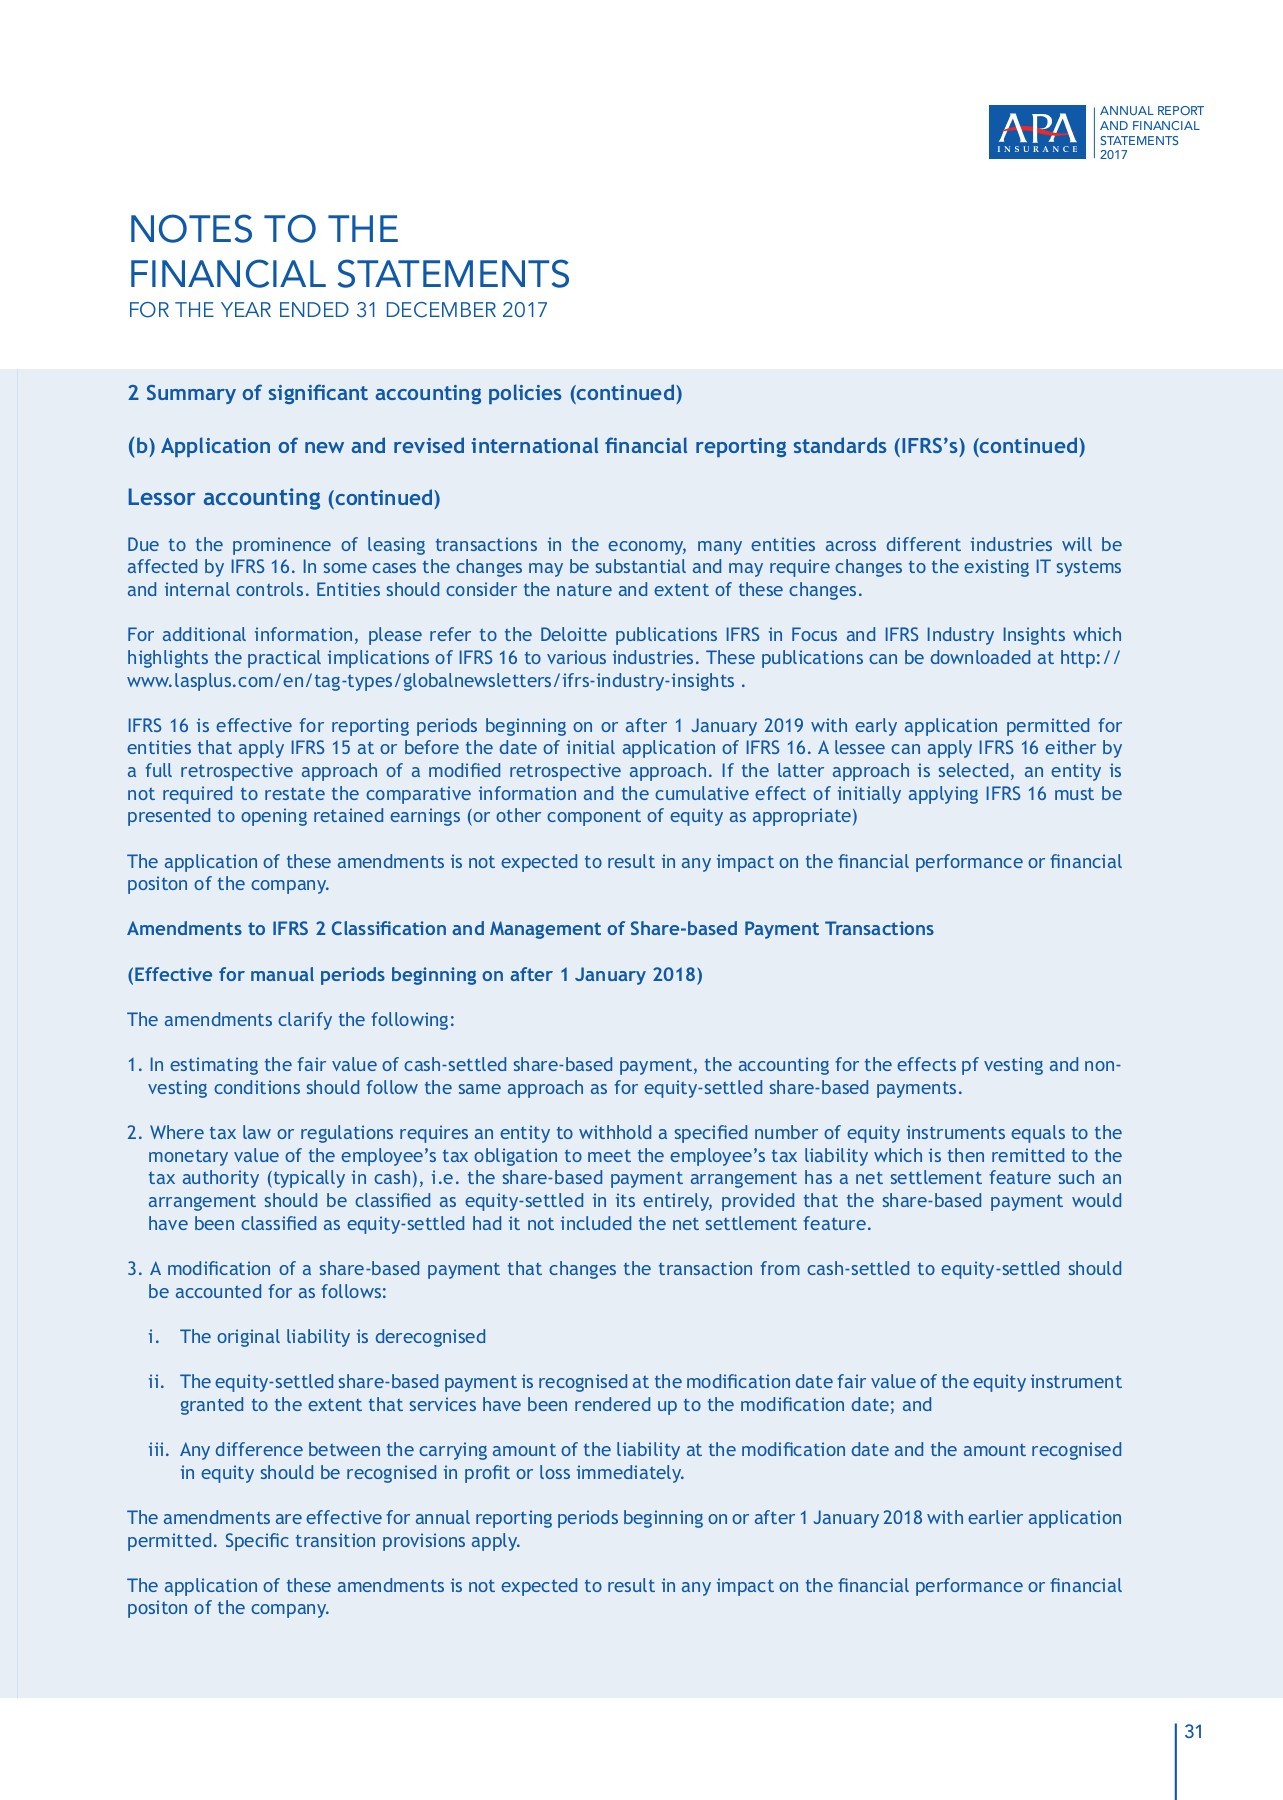 APA
INSURANCE
ANNUAL REPORT
AND FINANCIAL
STATEMENTS
2017
NOTES TO THE
FINANCIAL STATEMENTS
FOR THE YEAR ENDED 31 DECEMBER 2017
2 Summary of significant accounting policies (continued)
(b) Application of new and revised international financial reporting standards (IFRS’s) (continued)
Lessor accounting (continued)
Due to the prominence of leasing transactions in the economy, many entities across different industries will be
affected by IFRS 16. In some cases the changes may be substantial and may require changes to the existing IT systems
and internal controls. Entities should consider the nature and extent of these changes.
For additional information, please refer to the Deloitte publications IFRS in Focus and IFRS Industry Insights which
highlights the practical implications of IFRS 16 to various industries. These publications can be downloaded at http://
www.lasplus.com/en/tag-types/globalnewsletters/ifrs-industry-insights .
IFRS 16 is effective for reporting periods beginning on or after 1 January 2019 with early application permitted for
entities that apply IFRS 15 at or before the date of initial application of IFRS 16. A lessee can apply IFRS 16 either by
a full retrospective approach of a modified retrospective approach. If the latter approach is selected, an entity is
not required to restate the comparative information and the cumulative effect of initially applying IFRS 16 must be
presented to opening retained earnings (or other component of equity as appropriate)
The application of these amendments is not expected to result in any impact on the financial performance or financial
positon of the company.
Amendments to IFRS 2 Classification and Management of Share-based Payment Transactions
(Effective for manual periods beginning on after 1 January 2018)
The amendments clarify the following:
1. In estimating the fair value of cash-settled share-based payment, the accounting for the effects pf vesting and non-
vesting conditions should follow the same approach as for equity-settled share-based payments.
2. Where tax law or regulations requires an entity to withhold a specified number of equity instruments equals to the
monetary value of the employee’s tax obligation to meet the employee’s tax liability which is then remitted to the
tax authority (typically in cash), i.e. the share-based payment arrangement has a net settlement feature such an
arrangement should be classified as equity-settled in its entirely, provided that the share-based payment would
have been classified as equity-settled had it not included the net settlement feature.
3. A modification of a share-based payment that changes the transaction from cash-settled to equity-settled should
be accounted for as follows:
i. The original liability is derecognised
ii. The equity-settled share-based payment is recognised at the modification date fair value of the equity instrument
granted to the extent that services have been rendered up to the modification date; and
iii. Any difference between the carrying amount of the liability at the modification date and the amount recognised
in equity should be recognised in profit or loss immediately.
The amendments are effective for annual reporting periods beginning on or after 1 January 2018 with earlier application
permitted. Specific transition provisions apply.
The application of these amendments is not expected to result in any impact on the financial performance or financial
positon of the company.
31